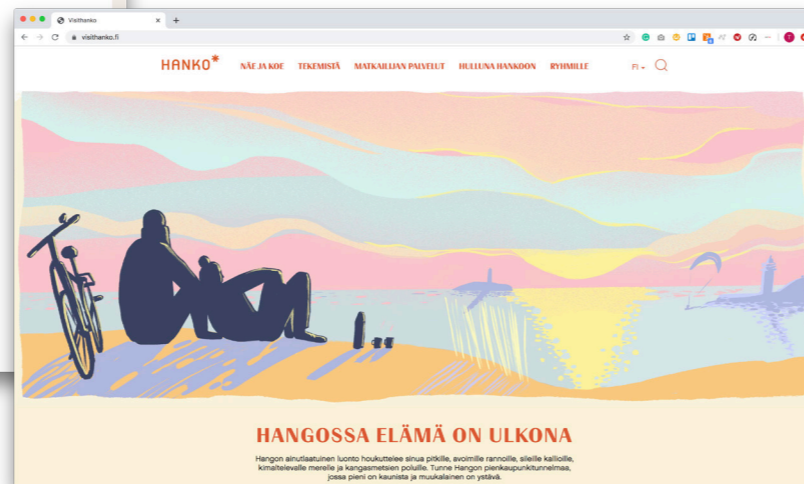 Visithanko
visithanko.fi
HANKO*
NÄE JA KOE TEKEMISTÄ MATKAILIJAN PALVELUT HULLUNA HANKOON RYHMILLE
FI
HANGOSSA ELÄMÄ ON ULKONA
Hangon ainutlaatuinen luonto houkuttelee sinua pitkille, avoimille rannoille, sileille kallioille,
kimaltelevalle merelle ja kangasmetsien poluille. Tunne Hangon pienkaupunkitunnelmaa,
jossa pieni on kaunista ja muukalainen on ystävä.